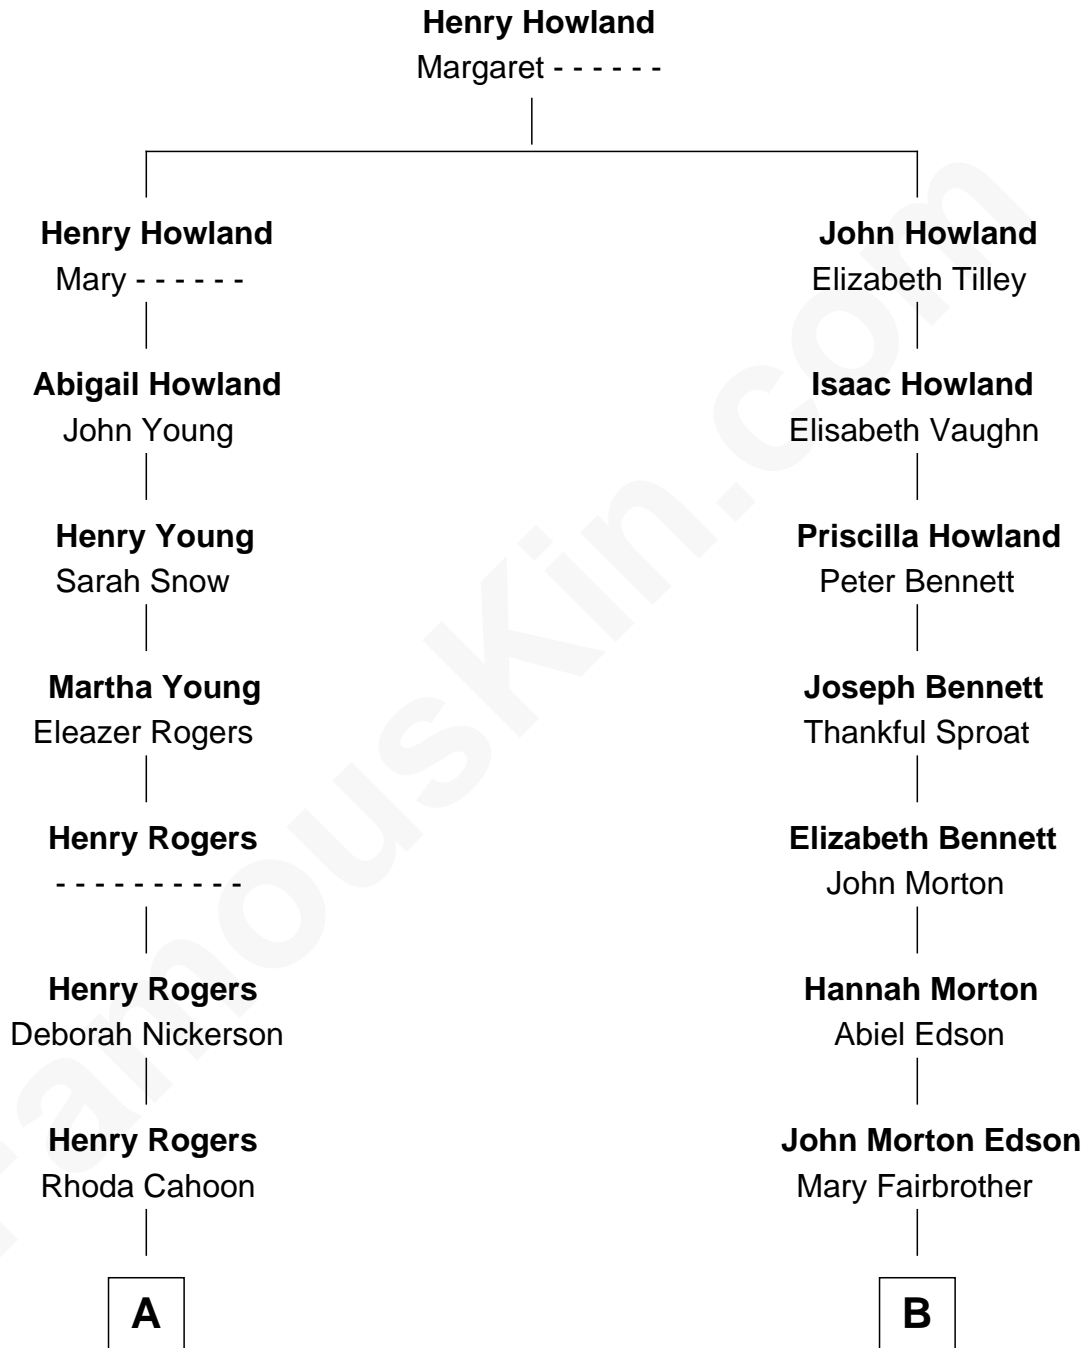 Henry Howland
Margaret - - - - - -
Henry Howland
Mary - - - - - -
Abigail Howland
John Young
Henry Young
Sarah Snow
Martha Young
Eleazer Rogers
Henry Rogers
- - - - - - - - - -
Henry Rogers
Deborah Nickerson
Henry Rogers
Rhoda Cahoon
A
John Howland
Elizabeth Tilley
Isaac Howland
Elisabeth Vaughn
Priscilla Howland
Peter Bennett
Joseph Bennett
Thankful Sproat
Elizabeth Bennett
John Morton
Hannah Morton
Abiel Edson
John Morton Edson
Mary Fairbrother
B
FamousKin.com